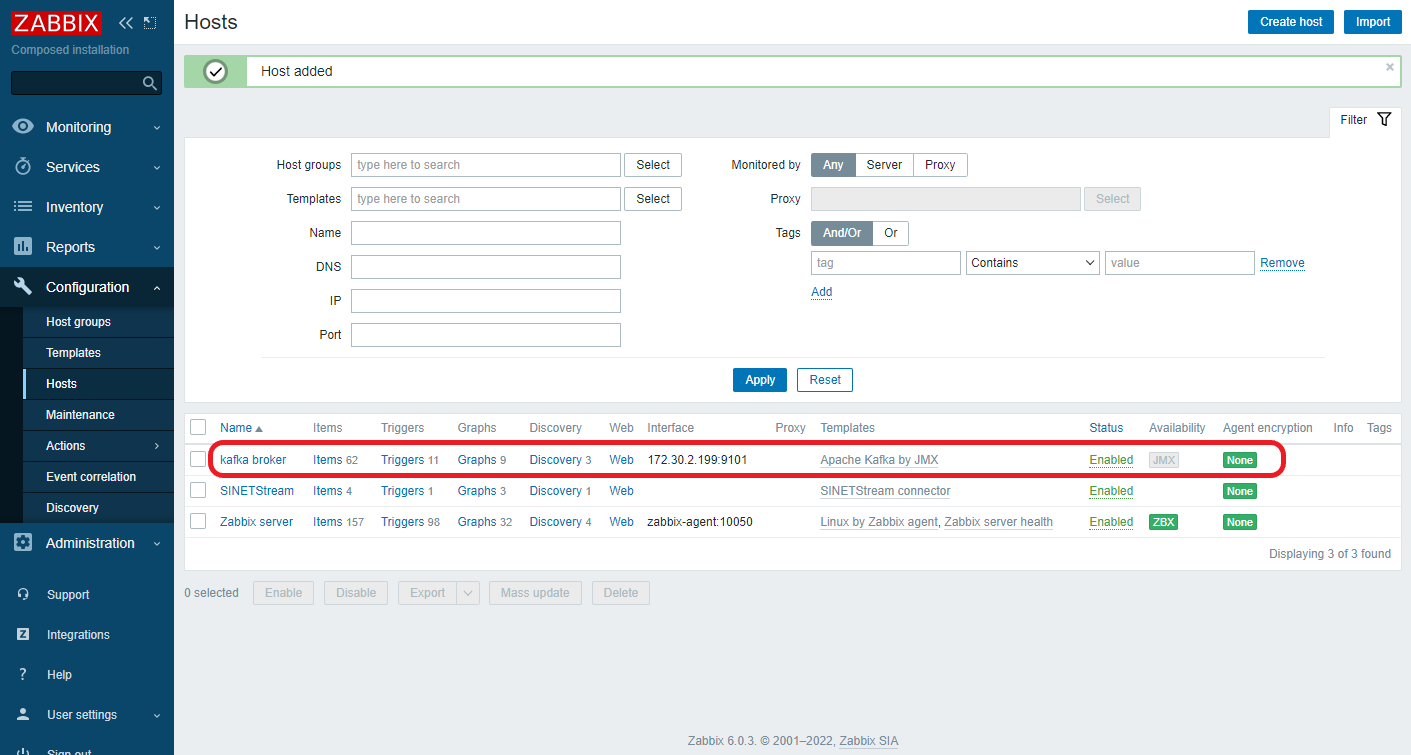 ZABBIX
Composed installation
Monitoring
Services
Inventory
Reports
Configuration
Host groups
Templates
Hosts
Maintenance
Actions
Event correlation
Discovery
Administration
Support
Integrations
Help
User settings
Sign out
Hosts
Create host Import
Host added
Filter
Host groups type here to search Select
Templates type here to search Select
Name
DNS
IP
Port
Monitored by Any Server Proxy
Proxy Select
Tags And/Or Or
tag Contains value Remove
Add
Apply Reset
Name Items Triggers Graphs Discovery Web Interface Proxy Templates Status Availability Agent encryption Info Tags
kafka broker Items 62 Triggers 11 Graphs 9 Discovery 3 Web 172.30.2.199:9101 Apache Kafka by JMX Enabled JMX None
SINETStream Items 4 Triggers 1 Graphs 3 Discovery 1 Web SINETStream connector Enabled None
Zabbix server Items 157 Triggers 98 Graphs 32 Discovery 4 Web zabbix-agent:10050 Linux by Zabbix agent, Zabbix server health Enabled ZBX None
Displaying 3 of 3 found
0 selected Enable Disable Export Mass update Delete
Zabbix 6.0.3. © 2001–2022, Zabbix SIA